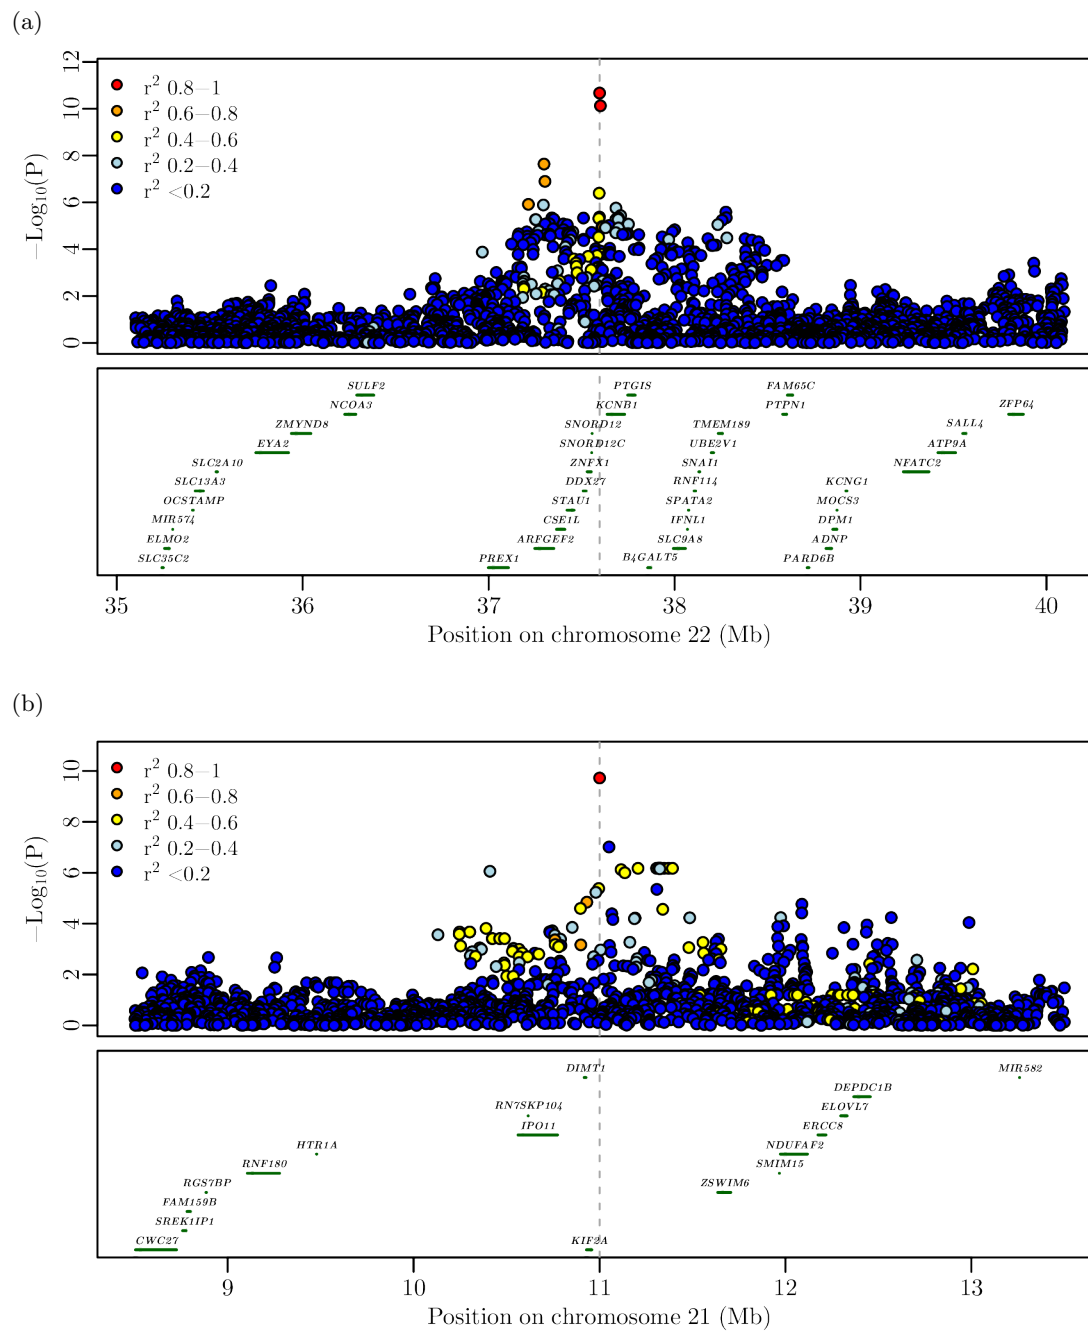 (a)
−Log10(P)
12
10
8
6
4
2
0
r2 0.8−1
r2 0.6−0.8
r2 0.4−0.6
r2 0.2−0.4
r2 <0.2
SULF2 PTGIS FAM65C
NCOA3 KCNB1 PTPN1 ZFP64
ZMYND8 SNORD12 TMEM189 SALL4
EYA2 SNORD12C UBE2V1 ATP9A
SLC2A10 ZNFX1 SNAI1 NFATC2
SLC13A3 DDX27 RNF114 KCNG1
OCSTAMP STAU1 SPATA2 MOCS3
MIR574 CSE1L IFNL1 DPM1
ELMO2 ARFGEF2 SLC9A8 ADNP
SLC35C2 PREX1 B4GALT5 PARD6B
35 36 37 38 39 40
Position on chromosome 22 (Mb)
(b)
−Log10(P)
10
8
6
4
2
0
r2 0.8−1
r2 0.6−0.8
r2 0.4−0.6
r2 0.2−0.4
r2 <0.2
DIMT1 MIR582
DEPDC1B
RN7SKP104 ELOVL7
IPO11 ERCC8
HTR1A NDUFAF2
RNF180 SMIM15
RGS7BP ZSWIM6
FAM159B
SREK1IP1
CWC27 KIF2A
9 10 11 12 13
Position on chromosome 21 (Mb)